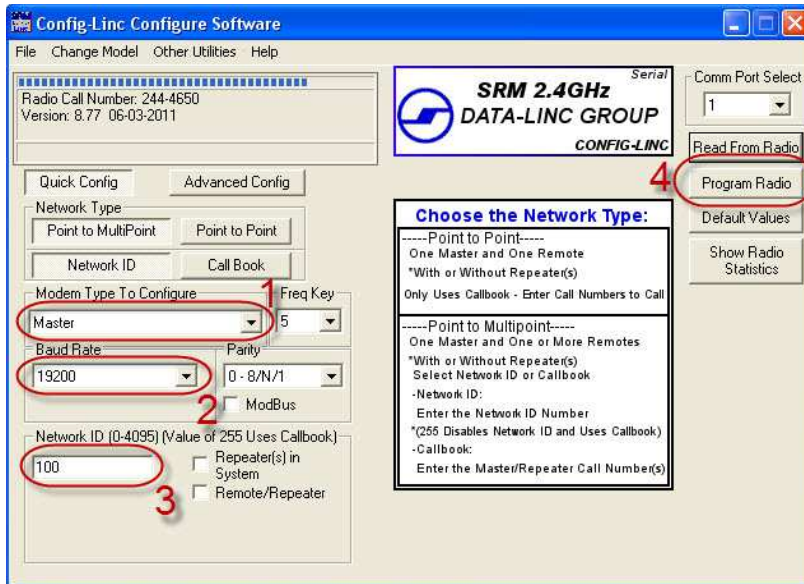 Config-Linc Configure Software
File Change Model Other Utilities Help
Radio Call Number: 244-4650
Version: 8.77 06-03-2011
Serial
SRM 2.4GHz
DATA-LINC GROUP
CONFIG-LINC
Comm Port Select
1
Read From Radio
4
Program Radio
Default Values
Show Radio
Statistics
Quick Config
Advanced Config
Network Type
Point to MultiPoint
Point to Point
Network ID
Call Book
Modem Type To Configure
1
Freq Key
Master
5
Baud Rate
Parity
19200
0 - 8/N/1
2
ModBus
Network ID (0-4095) (Value of 255 Uses Callbook)
100
3
Repeater(s) in
System
Remote/Repeater
Choose the Network Type:
-----Point to Point-----
One Master and One Remote
*With or Without Repeater(s)
Only Uses Callbook - Enter Call Numbers to Call
-----Point to Multipoint-----
One Master and One or More Remotes
*With or Without Repeater(s)
Select Network ID or Callbook
-Network ID:
Enter the Network ID Number
*(255 Disables Network ID and Uses Callbook)
-Callbook:
Enter the Master/Repeater Call Number(s)